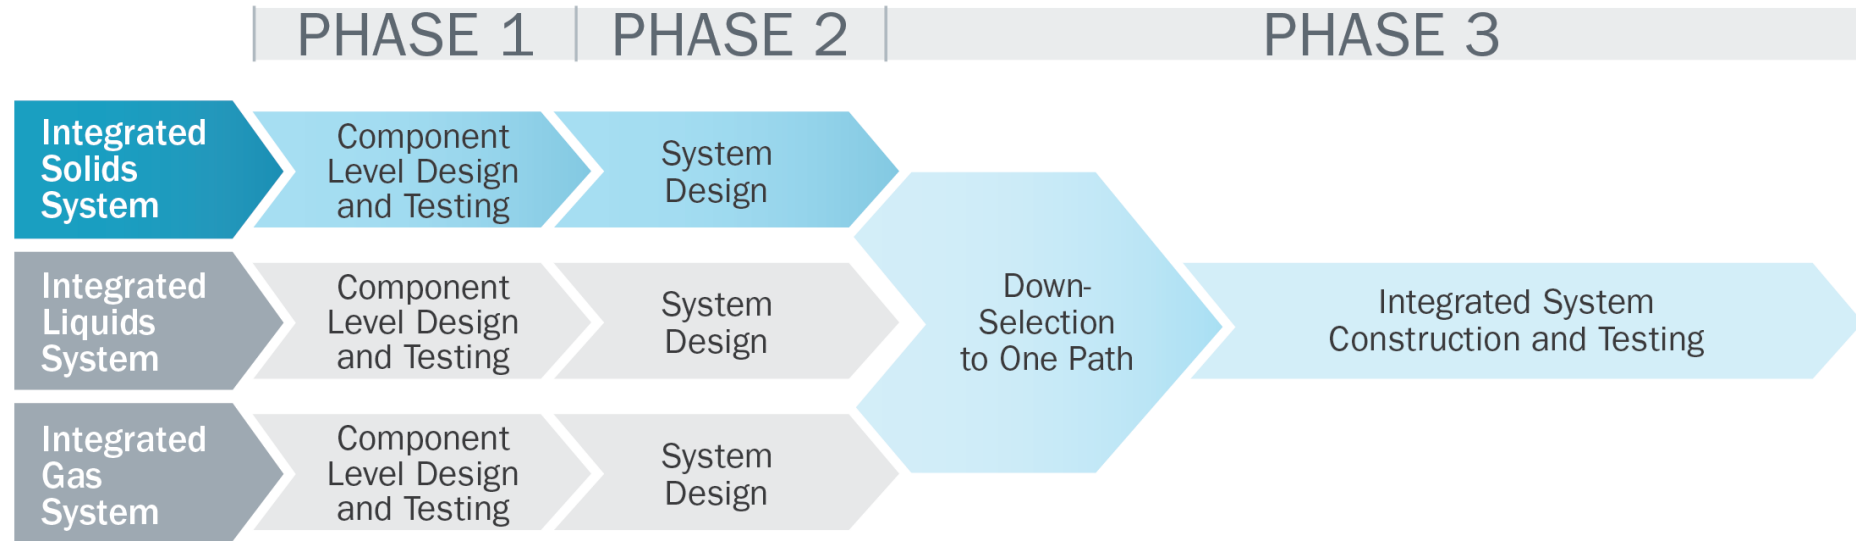 PHASE 1
PHASE 2
PHASE 3
Integrated
Solids
System
Component
Level Design
and Testing
System
Design
Integrated
Liquids
System
Component
Level Design
and Testing
System
Design
Down-
Selection
to One Path
Integrated System
Construction and Testing
Integrated
Gas
System
Component
Level Design
and Testing
System
Design